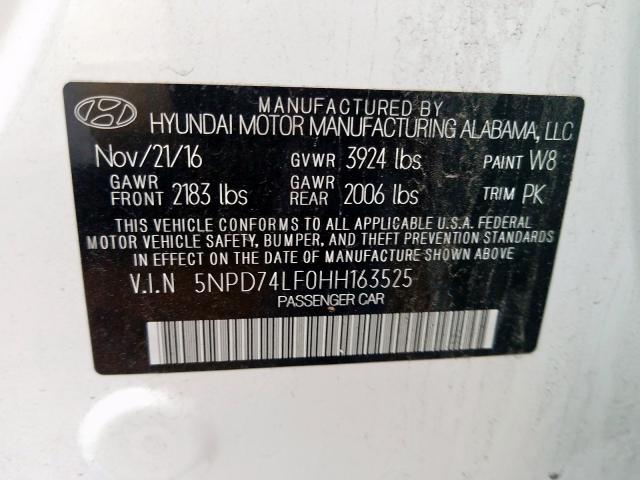 MANUFACTURED BY
HYUNDAI MOTOR MANUFACTURING ALABAMA, LLC
Nov/21/16 GVWR 3924 lbs PAINT W8
GAWR FRONT 2183 lbs GAWR REAR 2006 lbs TRIM PK
THIS VEHICLE CONFORMS TO ALL APPLICABLE U.S.A. FEDERAL
MOTOR VEHICLE SAFETY, BUMPER, AND THEFT PREVENTION STANDARDS
IN EFFECT ON THE DATE OF MANUFACTURE SHOWN ABOVE.
V.I.N 5NPD74LF0HH163525
PASSENGER CAR